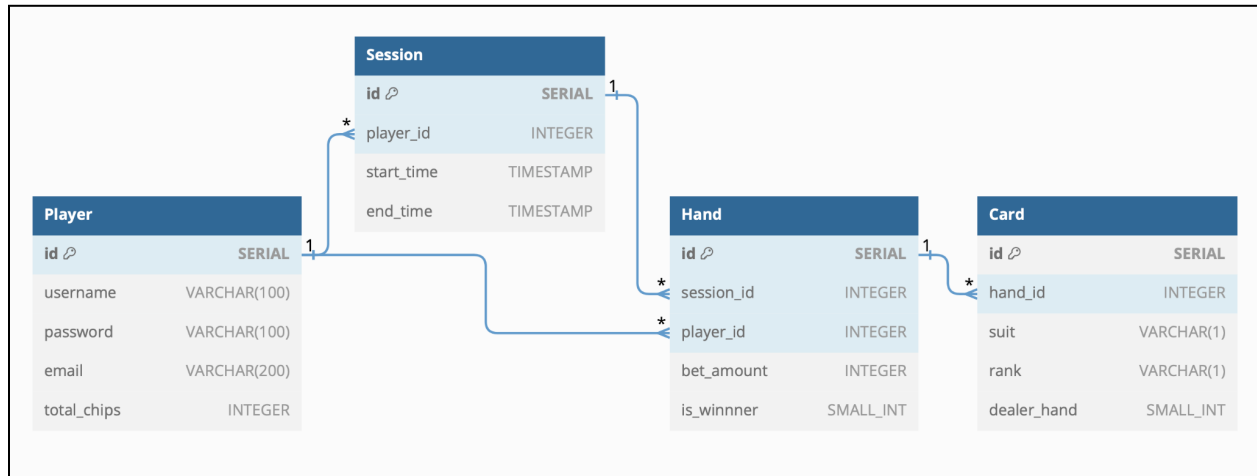 Session
id SERIAL
1
* player_id INTEGER
start_time TIMESTAMP
end_time TIMESTAMP
Player
id SERIAL
1
username VARCHAR(100)
password VARCHAR(100)
email VARCHAR(200)
total_chips INTEGER
Hand
id SERIAL
1
* session_id INTEGER
* player_id INTEGER
bet_amount INTEGER
is_winnner SMALL_INT
Card
id SERIAL
* hand_id INTEGER
suit VARCHAR(1)
rank VARCHAR(1)
dealer_hand SMALL_INT